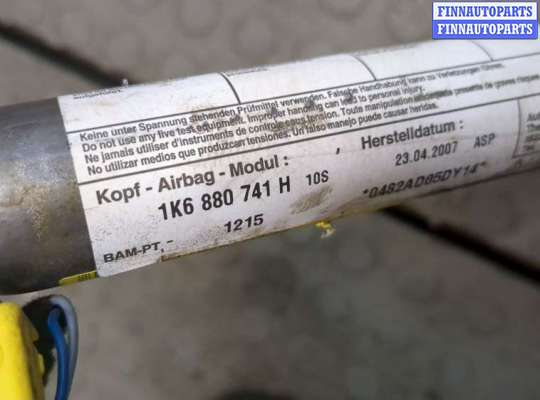 FINNAUTOPARTS
FINNAUTOPARTS
Keine unter Spannung stehenden Prüfmittel verwenden. Falsche Handhabung kann zu Verletzungen führen.
Do not use any live test equipment. Improper handling can lead to personal injury.
Ne jamais utiliser d'instruments de contrôle sous tension. Toute manipulation
No utilizar medios que produzcan tensiones. Un falso manejo puede causar heridas.
Kopf - Airbag - Modul :
Herstelldatum :
1K6 880 741 H 10S
23.04.2007 ASP
BAM-PT.- 1215
*0482AD05DY14*